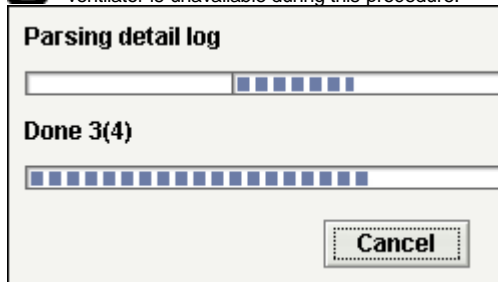 ventilator is unavailable during this procedure.
Parsing detail log
Done 3(4)
Cancel